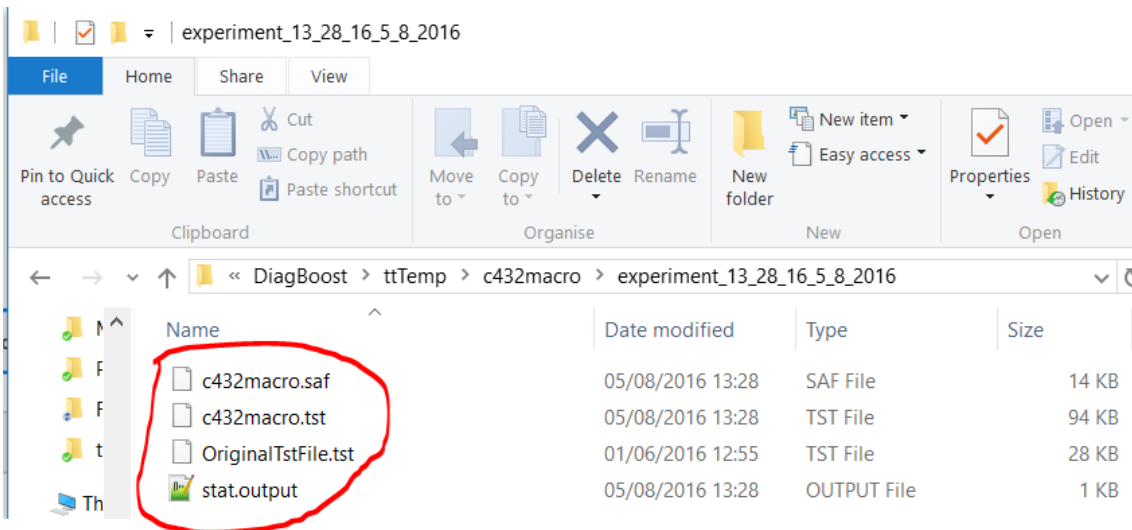 experiment_13_28_16_5_8_2016
File Home Share View
Cut
New item
Open
Copy path
Easy access
Edit
Pin to Quick Copy Paste Move Copy Delete Rename New Properties
Paste shortcut
History
access to to folder
Clipboard Organise New Open
« DiagBoost > ttTemp > c432macro > experiment_13_28_16_5_8_2016
Name Date modified Type Size
c432macro.saf 05/08/2016 13:28 SAF File 14 KB
c432macro.tst 05/08/2016 13:28 TST File 94 KB
OriginalTstFile.tst 01/06/2016 12:55 TST File 28 KB
stat.output 05/08/2016 13:28 OUTPUT File 1 KB
Th